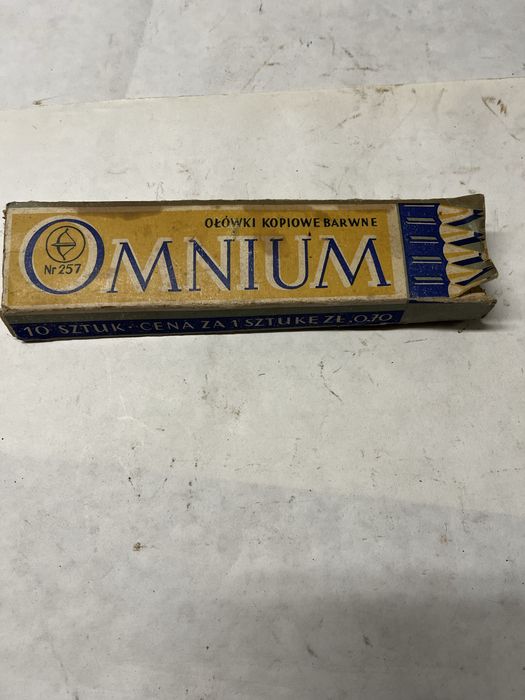 OŁÓWKI KOPIOWE BARWNE
OMNIUM
Nr 257
10 SZTUK · CENA ZA 1 SZTUKĘ ZŁ. 0.70